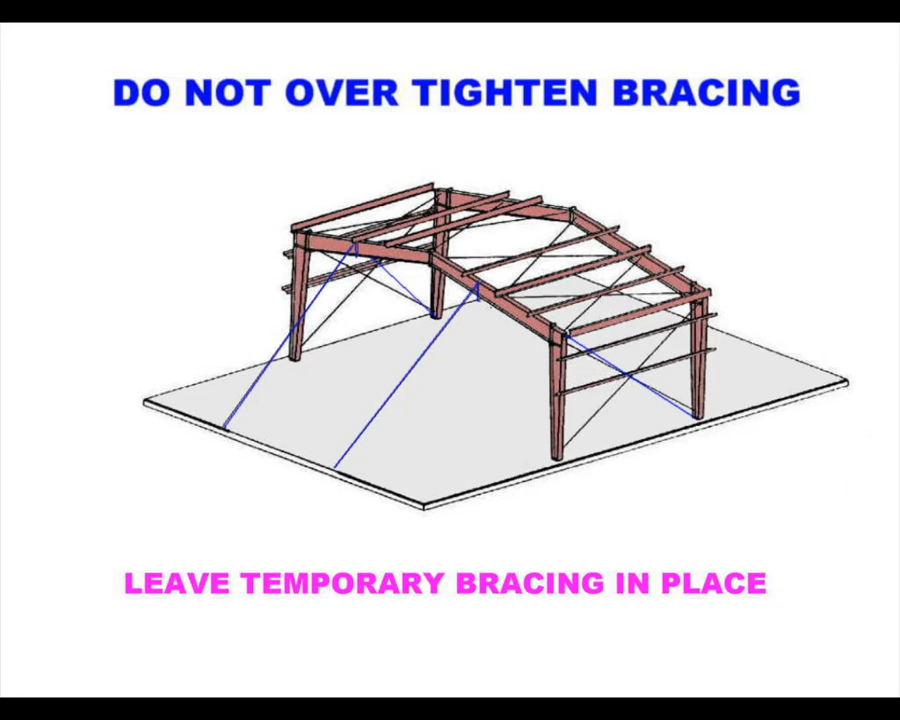 DO NOT OVER TIGHTEN BRACING
LEAVE TEMPORARY BRACING IN PLACE